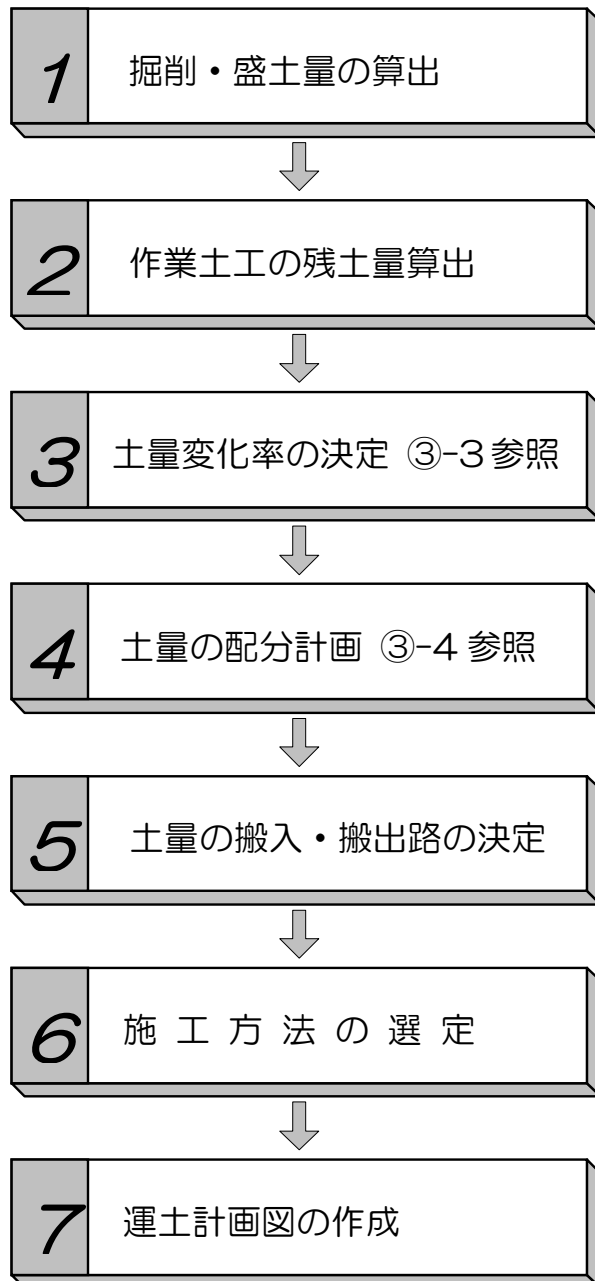 1 掘削・盛土量の算出
2 作業土工の残土量算出
3 土量変化率の決定 ③-3参照
4 土量の配分計画 ③-4 参照
5 土量の搬入・搬出路の決定
6 施 工 方 法 の 選 定
7 運土計画図の作成